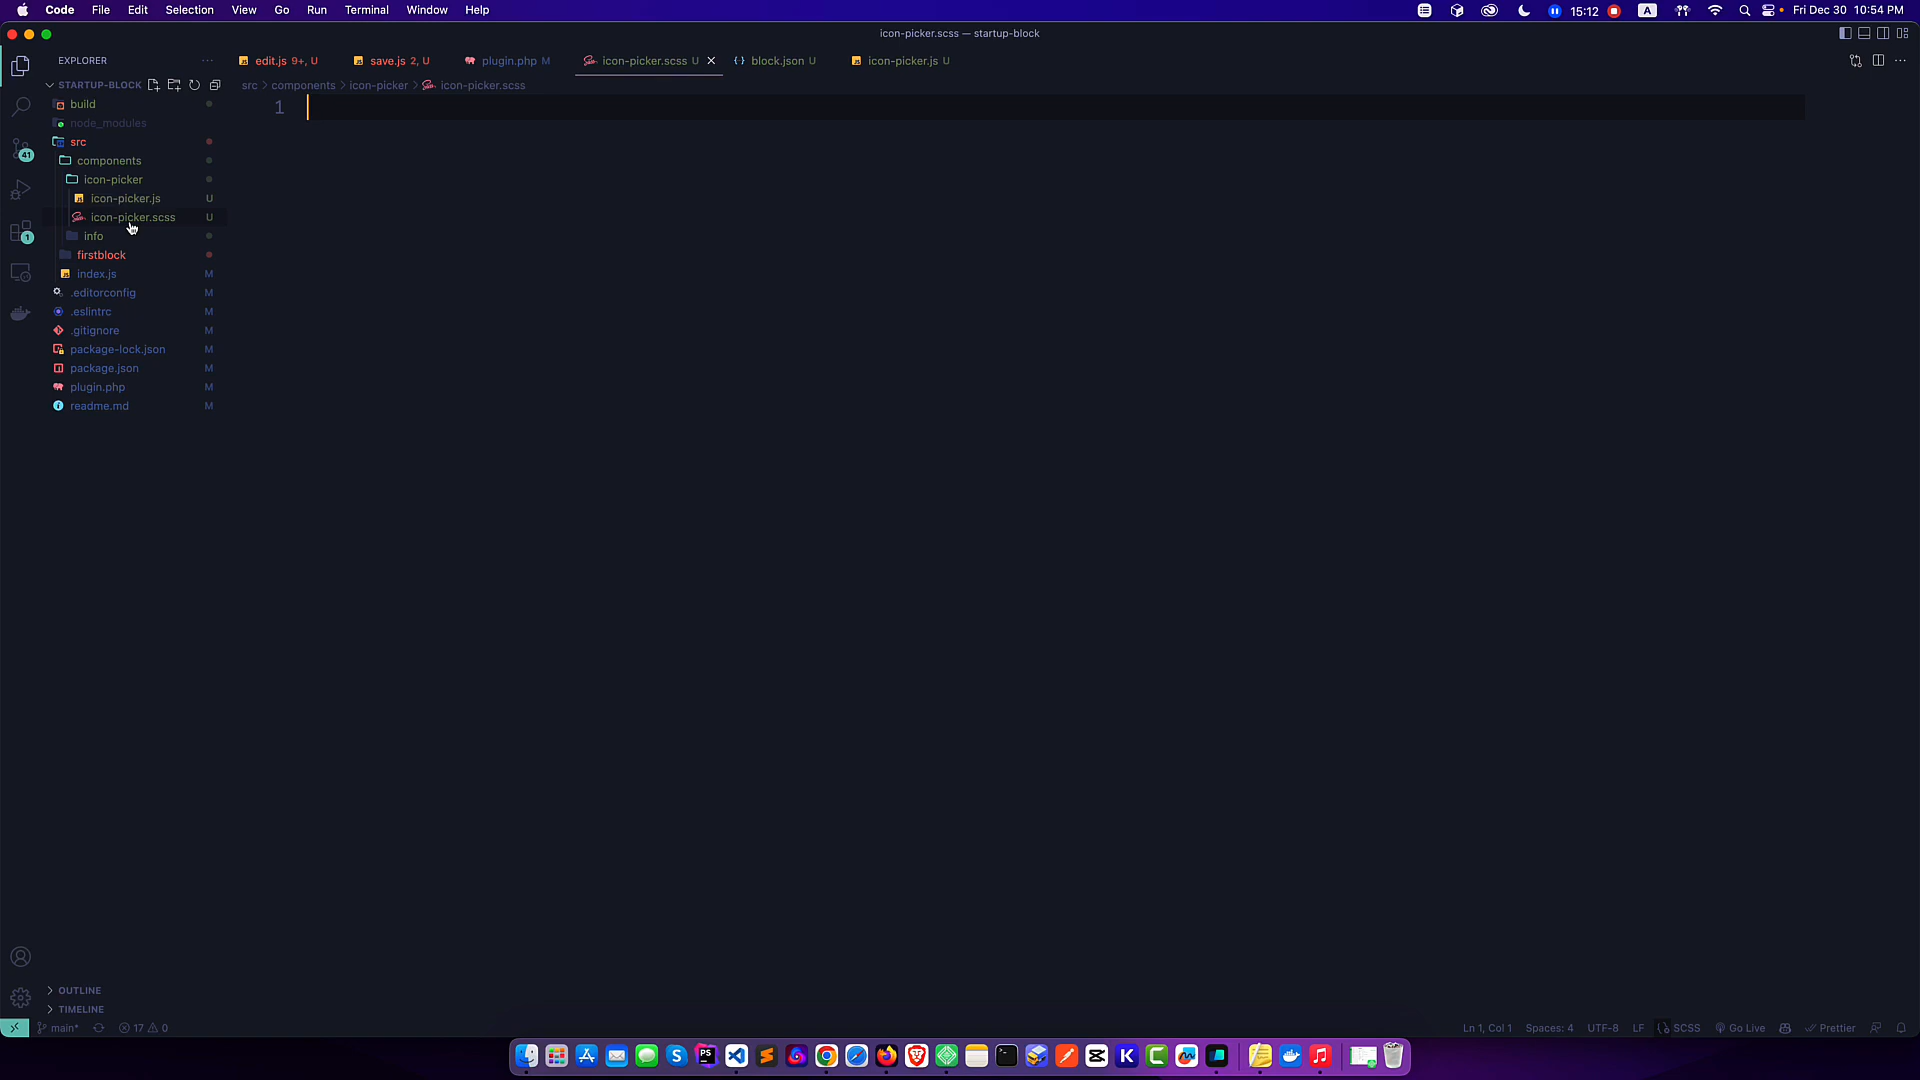 Code File Edit Selection View Go Run Terminal Window Help 15:12 A Fri Dec 30 10:54 PM
icon-picker.scss — startup-block
EXPLORER
edit.js 9+, U
save.js 2, U
plugin.php M
icon-picker.scss U
block.json U
icon-picker.js U
STARTUP-BLOCK
src > components > icon-picker > icon-picker.scss
1
build
node_modules
src
components
icon-picker
icon-picker.js U
icon-picker.scss U
info
firstblock
index.js M
.editorconfig M
.eslintrc M
.gitignore M
package-lock.json M
package.json M
plugin.php M
readme.md M
41
1
OUTLINE
TIMELINE
main* 17 0 Ln 1, Col 1 Spaces: 4 UTF-8 LF SCSS Go Live Prettier
PS
K